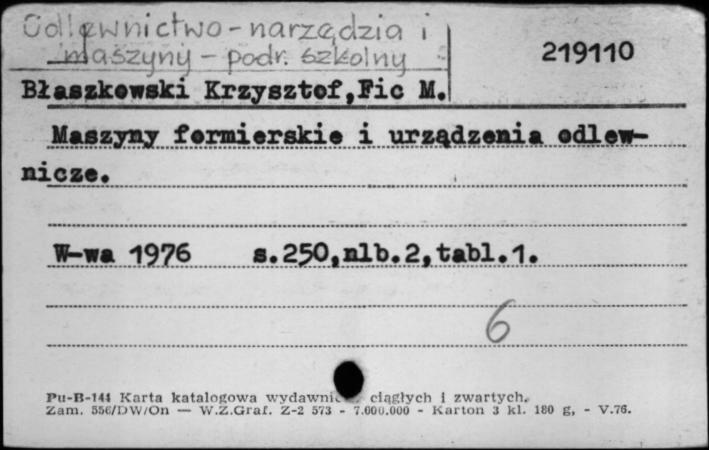 Odlewnictwo - narzędzia i
maszyny - podr. szkolny
219110
Błaszkowski Krzysztof, Fic M.
Maszyny formierskie i urządzenia odlew-
nicze.
W-wa 1976 s.250,nlb.2,tabl.1.
6
Pu-B-144 Karta katalogowa wydawnic ciągłych i zwartych.
Zam. 556/DW/On — W.Z.Graf. Z-2 573 - 7.000.000 - Karton 3 kl. 180 g, - V.76.